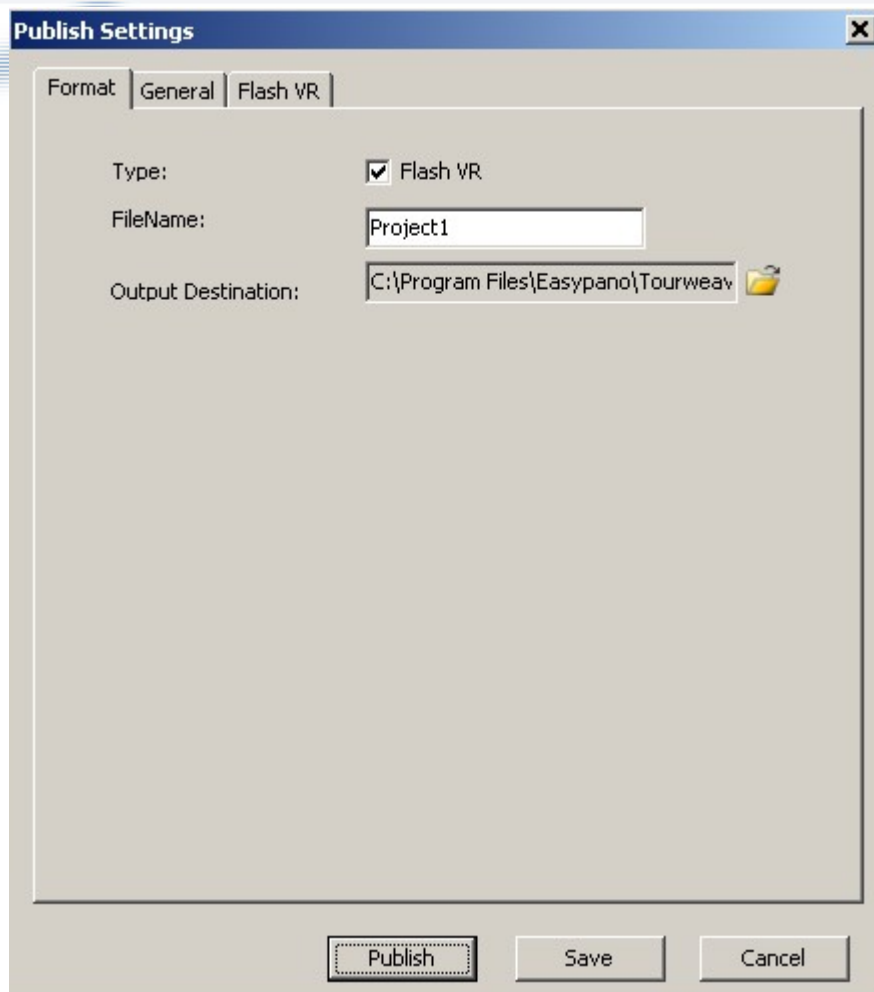 Publish Settings
Format General Flash VR
Type: Flash VR
FileName: Project1
Output Destination: C:\Program Files\Easypano\Tourweav
Publish Save Cancel